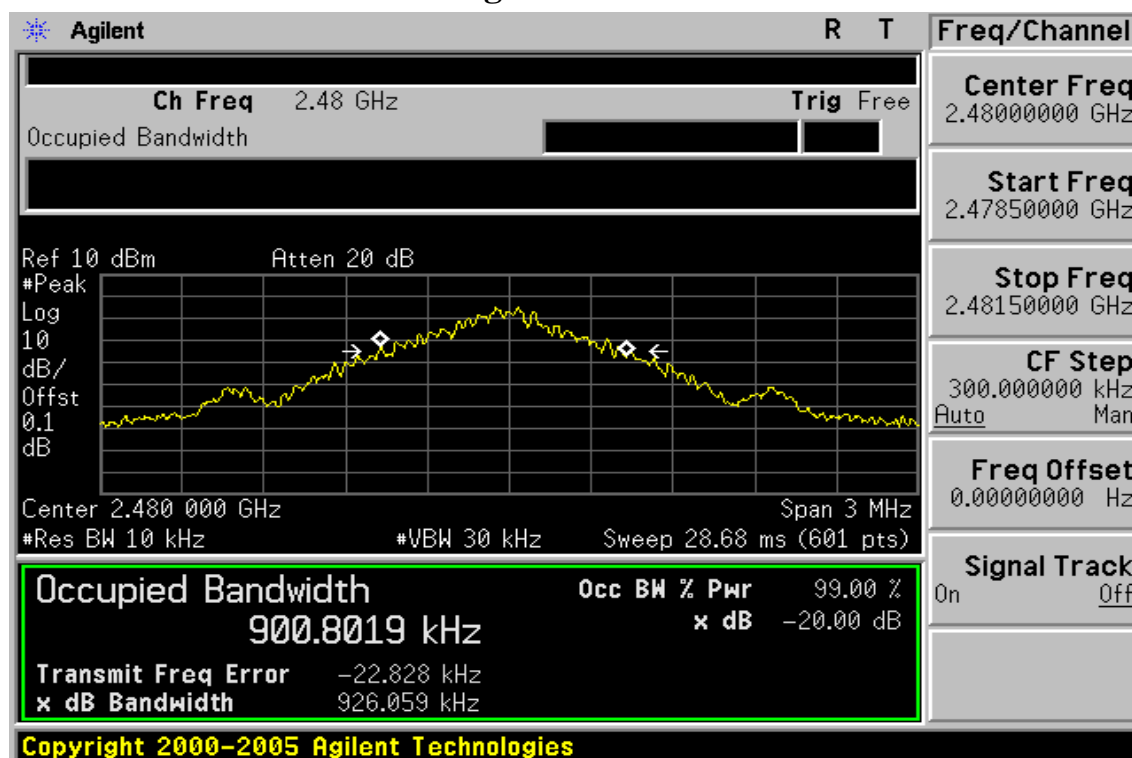 Agilent R T
Freq/Channel
Ch Freq 2.48 GHz Trig Free
Occupied Bandwidth
Center Freq
2.48000000 GHz
Start Freq
2.47850000 GHz
Stop Freq
2.48150000 GHz
CF Step
300.000000 kHz
Auto Man
Freq Offset
0.00000000 Hz
Signal Track
On Off
Ref 10 dBm Atten 20 dB
#Peak
Log
10
dB/
Offst
0.1
dB
Center 2.480 000 GHz Span 3 MHz
#Res BW 10 kHz #VBW 30 kHz Sweep 28.68 ms (601 pts)
Occupied Bandwidth
900.8019 kHz
Occ BW % Pwr 99.00 %
x dB -20.00 dB
Transmit Freq Error -22.828 kHz
x dB Bandwidth 926.059 kHz
Copyright 2000-2005 Agilent Technologies